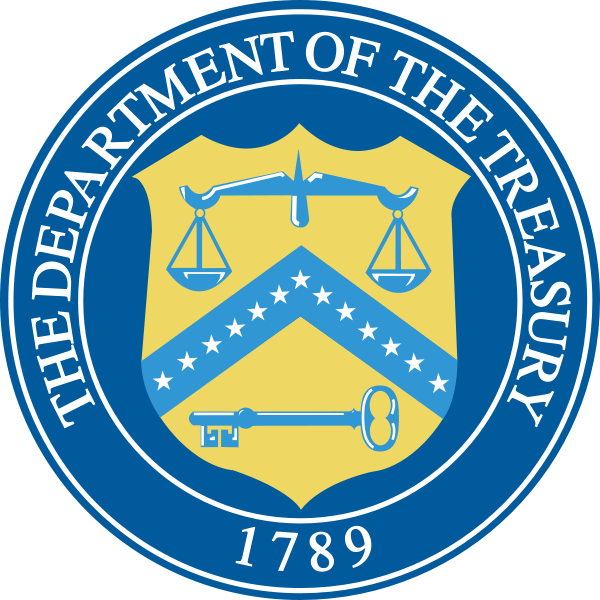 THE DEPARTMENT OF THE TREASURY
1789